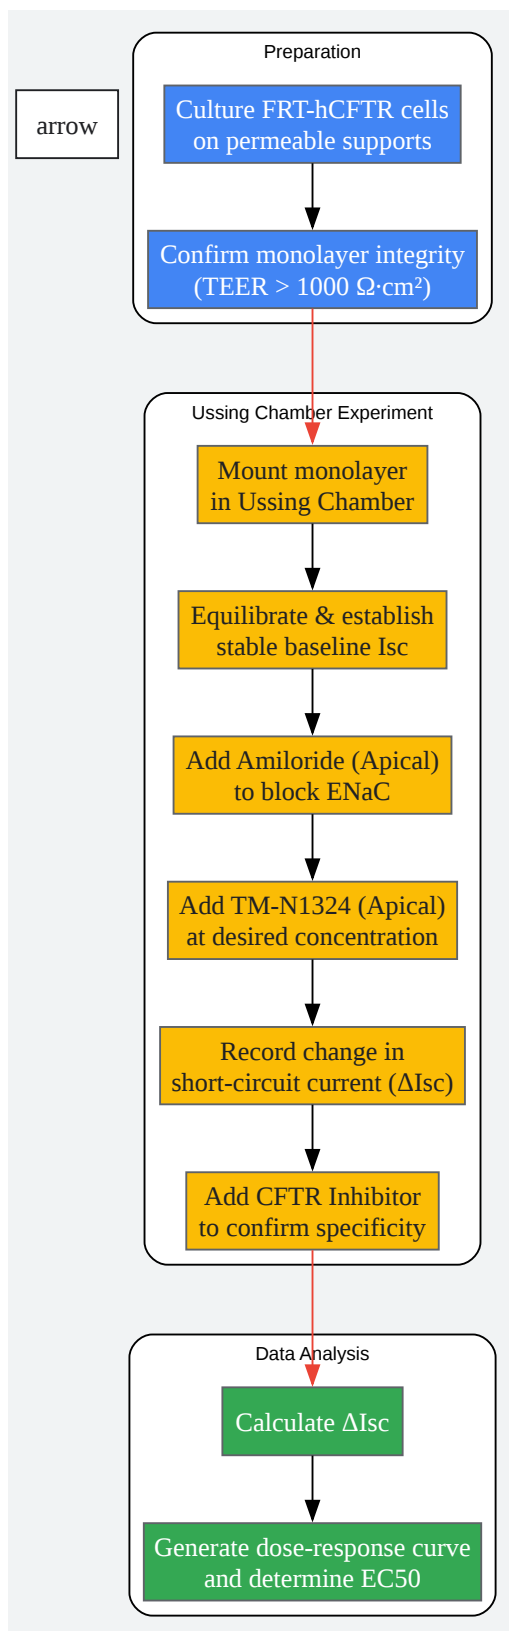 Preparation
arrow
Culture FRT-hCFTR cells
on permeable supports
Confirm monolayer integrity
(TEER > 1000 Ω·cm²)
Ussing Chamber Experiment
Mount monolayer
in Ussing Chamber
Equilibrate & establish
stable baseline Isc
Add Amiloride (Apical)
to block ENaC
Add TM-N1324 (Apical)
at desired concentration
Record change in
short-circuit current (ΔIsc)
Add CFTR Inhibitor
to confirm specificity
Data Analysis
Calculate ΔIsc
Generate dose-response curve
and determine EC50